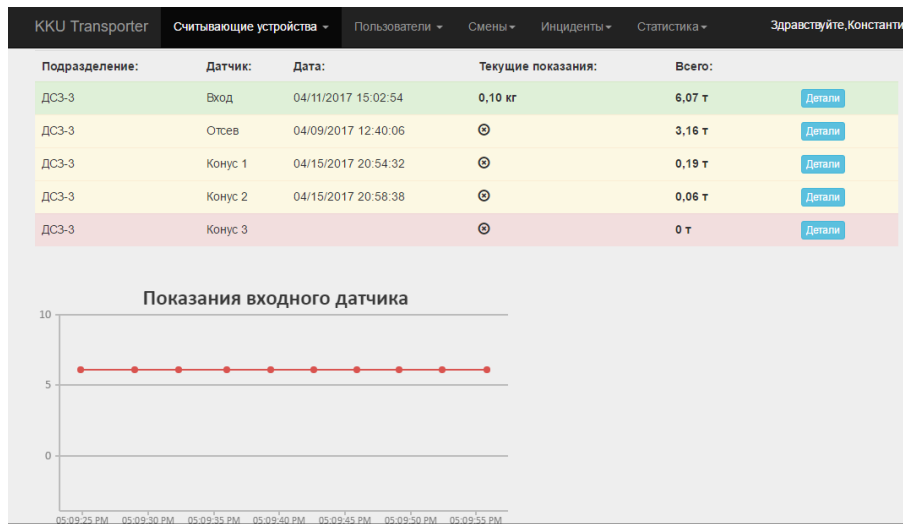 KKU Transporter Считывающие устройства Пользователи Смены Инциденты Статистика Здравствуйте,Константи
Подразделение: Датчик: Дата: Текущие показания: Всего:
ДСЗ-3 Вход 04/11/2017 15:02:54 0,10 кг 6,07 т Детали
ДСЗ-3 Отсев 04/09/2017 12:40:06 3,16 т Детали
ДСЗ-3 Конус 1 04/15/2017 20:54:32 0,19 т Детали
ДСЗ-3 Конус 2 04/15/2017 20:58:38 0,06 т Детали
ДСЗ-3 Конус 3 0 т Детали
Показания входного датчика
10
5
0
05:09:25 PM 05:09:30 PM 05:09:35 PM 05:09:40 PM 05:09:45 PM 05:09:50 PM 05:09:55 PM